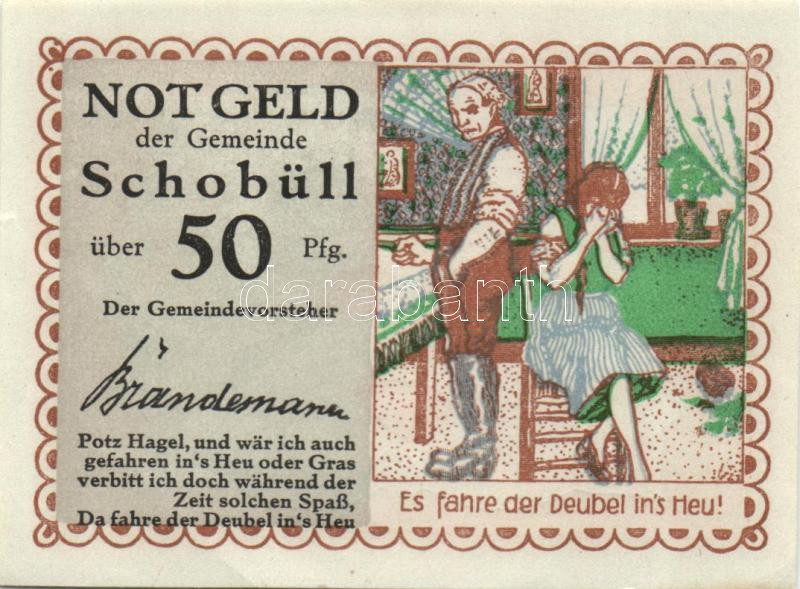 NOTGELD
der Gemeinde
Schobüll
über 50 Pfg.
Der Gemeindevorsteher
Brandemann
Potz Hagel, und wär ich auch
gefahren in's Heu oder Gras
verbitt ich doch während der
Zeit solchen Spaß,
Da fahre der Deubel in's Heu
Es fahre der Deubel in's Heu!
darabanth